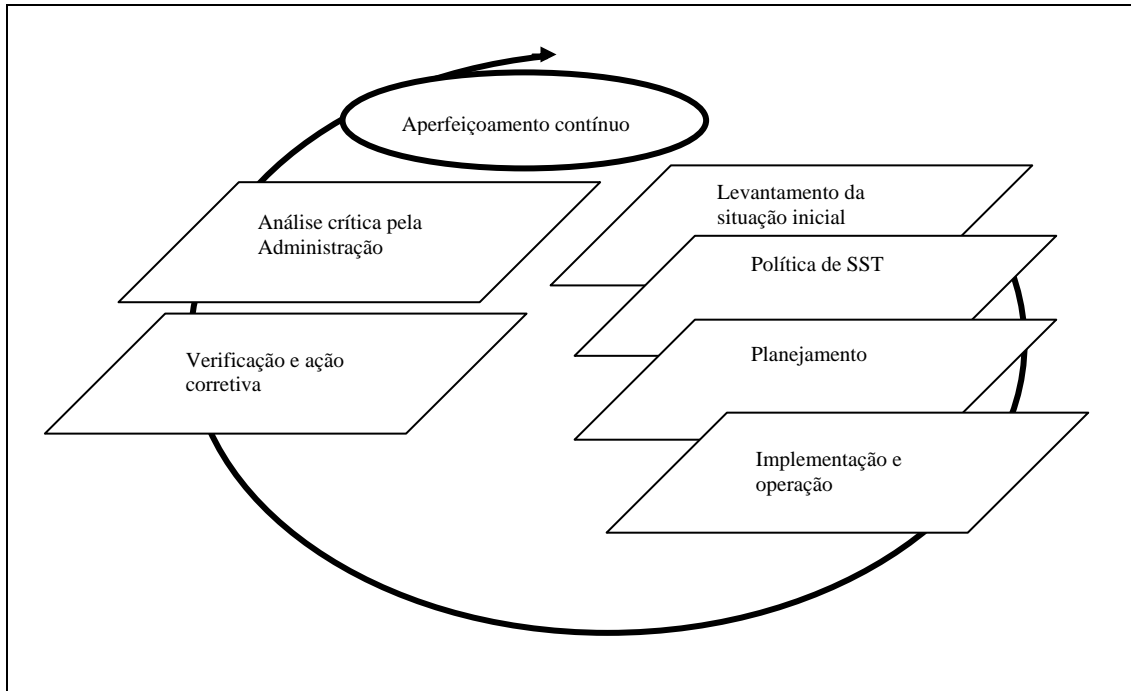 Aperfeiçoamento contínuo
Levantamento da
situação inicial
Política de SST
Planejamento
Implementação e
operação
Verificação e ação
corretiva
Análise crítica pela
Administração